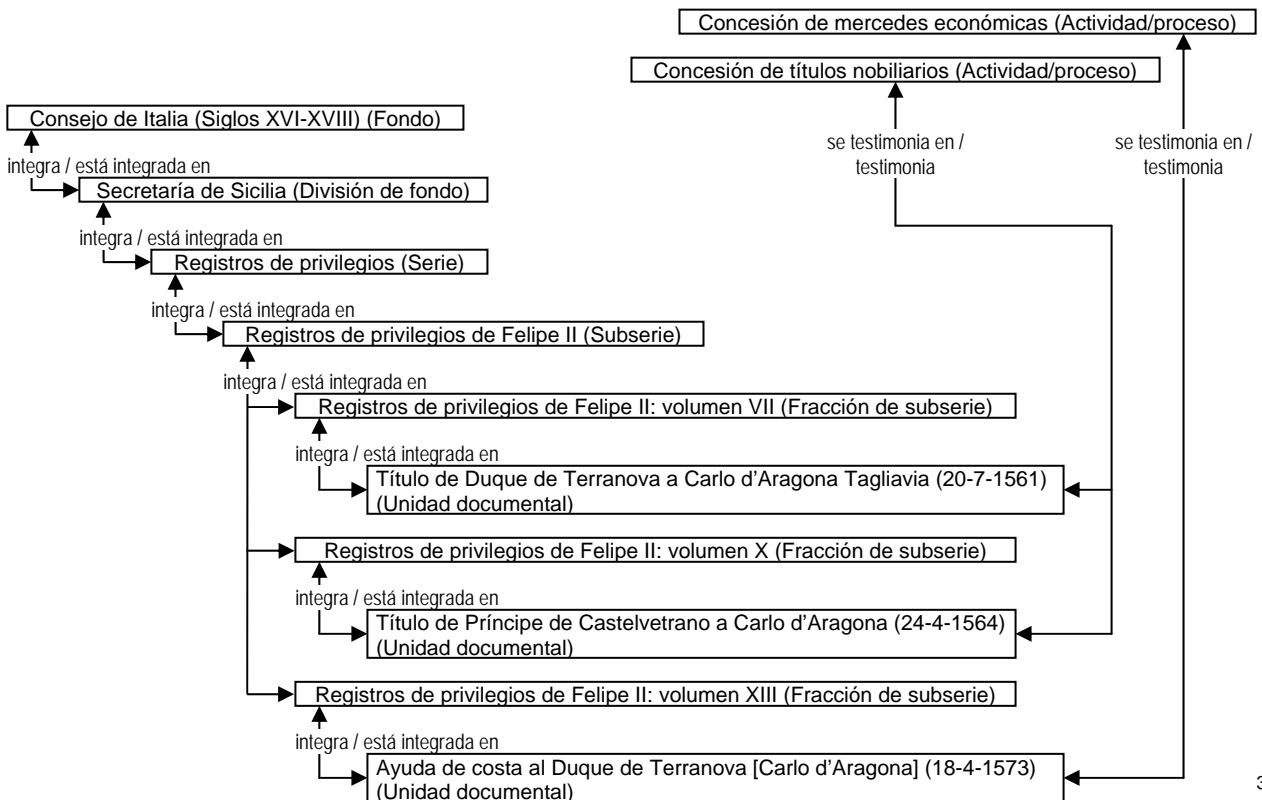 Concesión de mercedes económicas (Actividad/proceso)
Concesión de títulos nobiliarios (Actividad/proceso)
Consejo de Italia (Siglos XVI-XVIII) (Fondo)
se testimonia en /
testimonia
se testimonia en /
testimonia
integra / está integrada en
Secretaría de Sicilia (División de fondo)
integra / está integrada en
Registros de privilegios (Serie)
integra / está integrada en
Registros de privilegios de Felipe II (Subserie)
integra / está integrada en
Registros de privilegios de Felipe II: volumen VII (Fracción de subserie)
integra / está integrada en
Título de Duque de Terranova a Carlo d'Aragona Tagliavia (20-7-1561)
(Unidad documental)
Registros de privilegios de Felipe II: volumen X (Fracción de subserie)
integra / está integrada en
Título de Príncipe de Castelvetrano a Carlo d'Aragona (24-4-1564)
(Unidad documental)
Registros de privilegios de Felipe II: volumen XIII (Fracción de subserie)
integra / está integrada en
Ayuda de costa al Duque de Terranova [Carlo d'Aragona] (18-4-1573)
(Unidad documental)